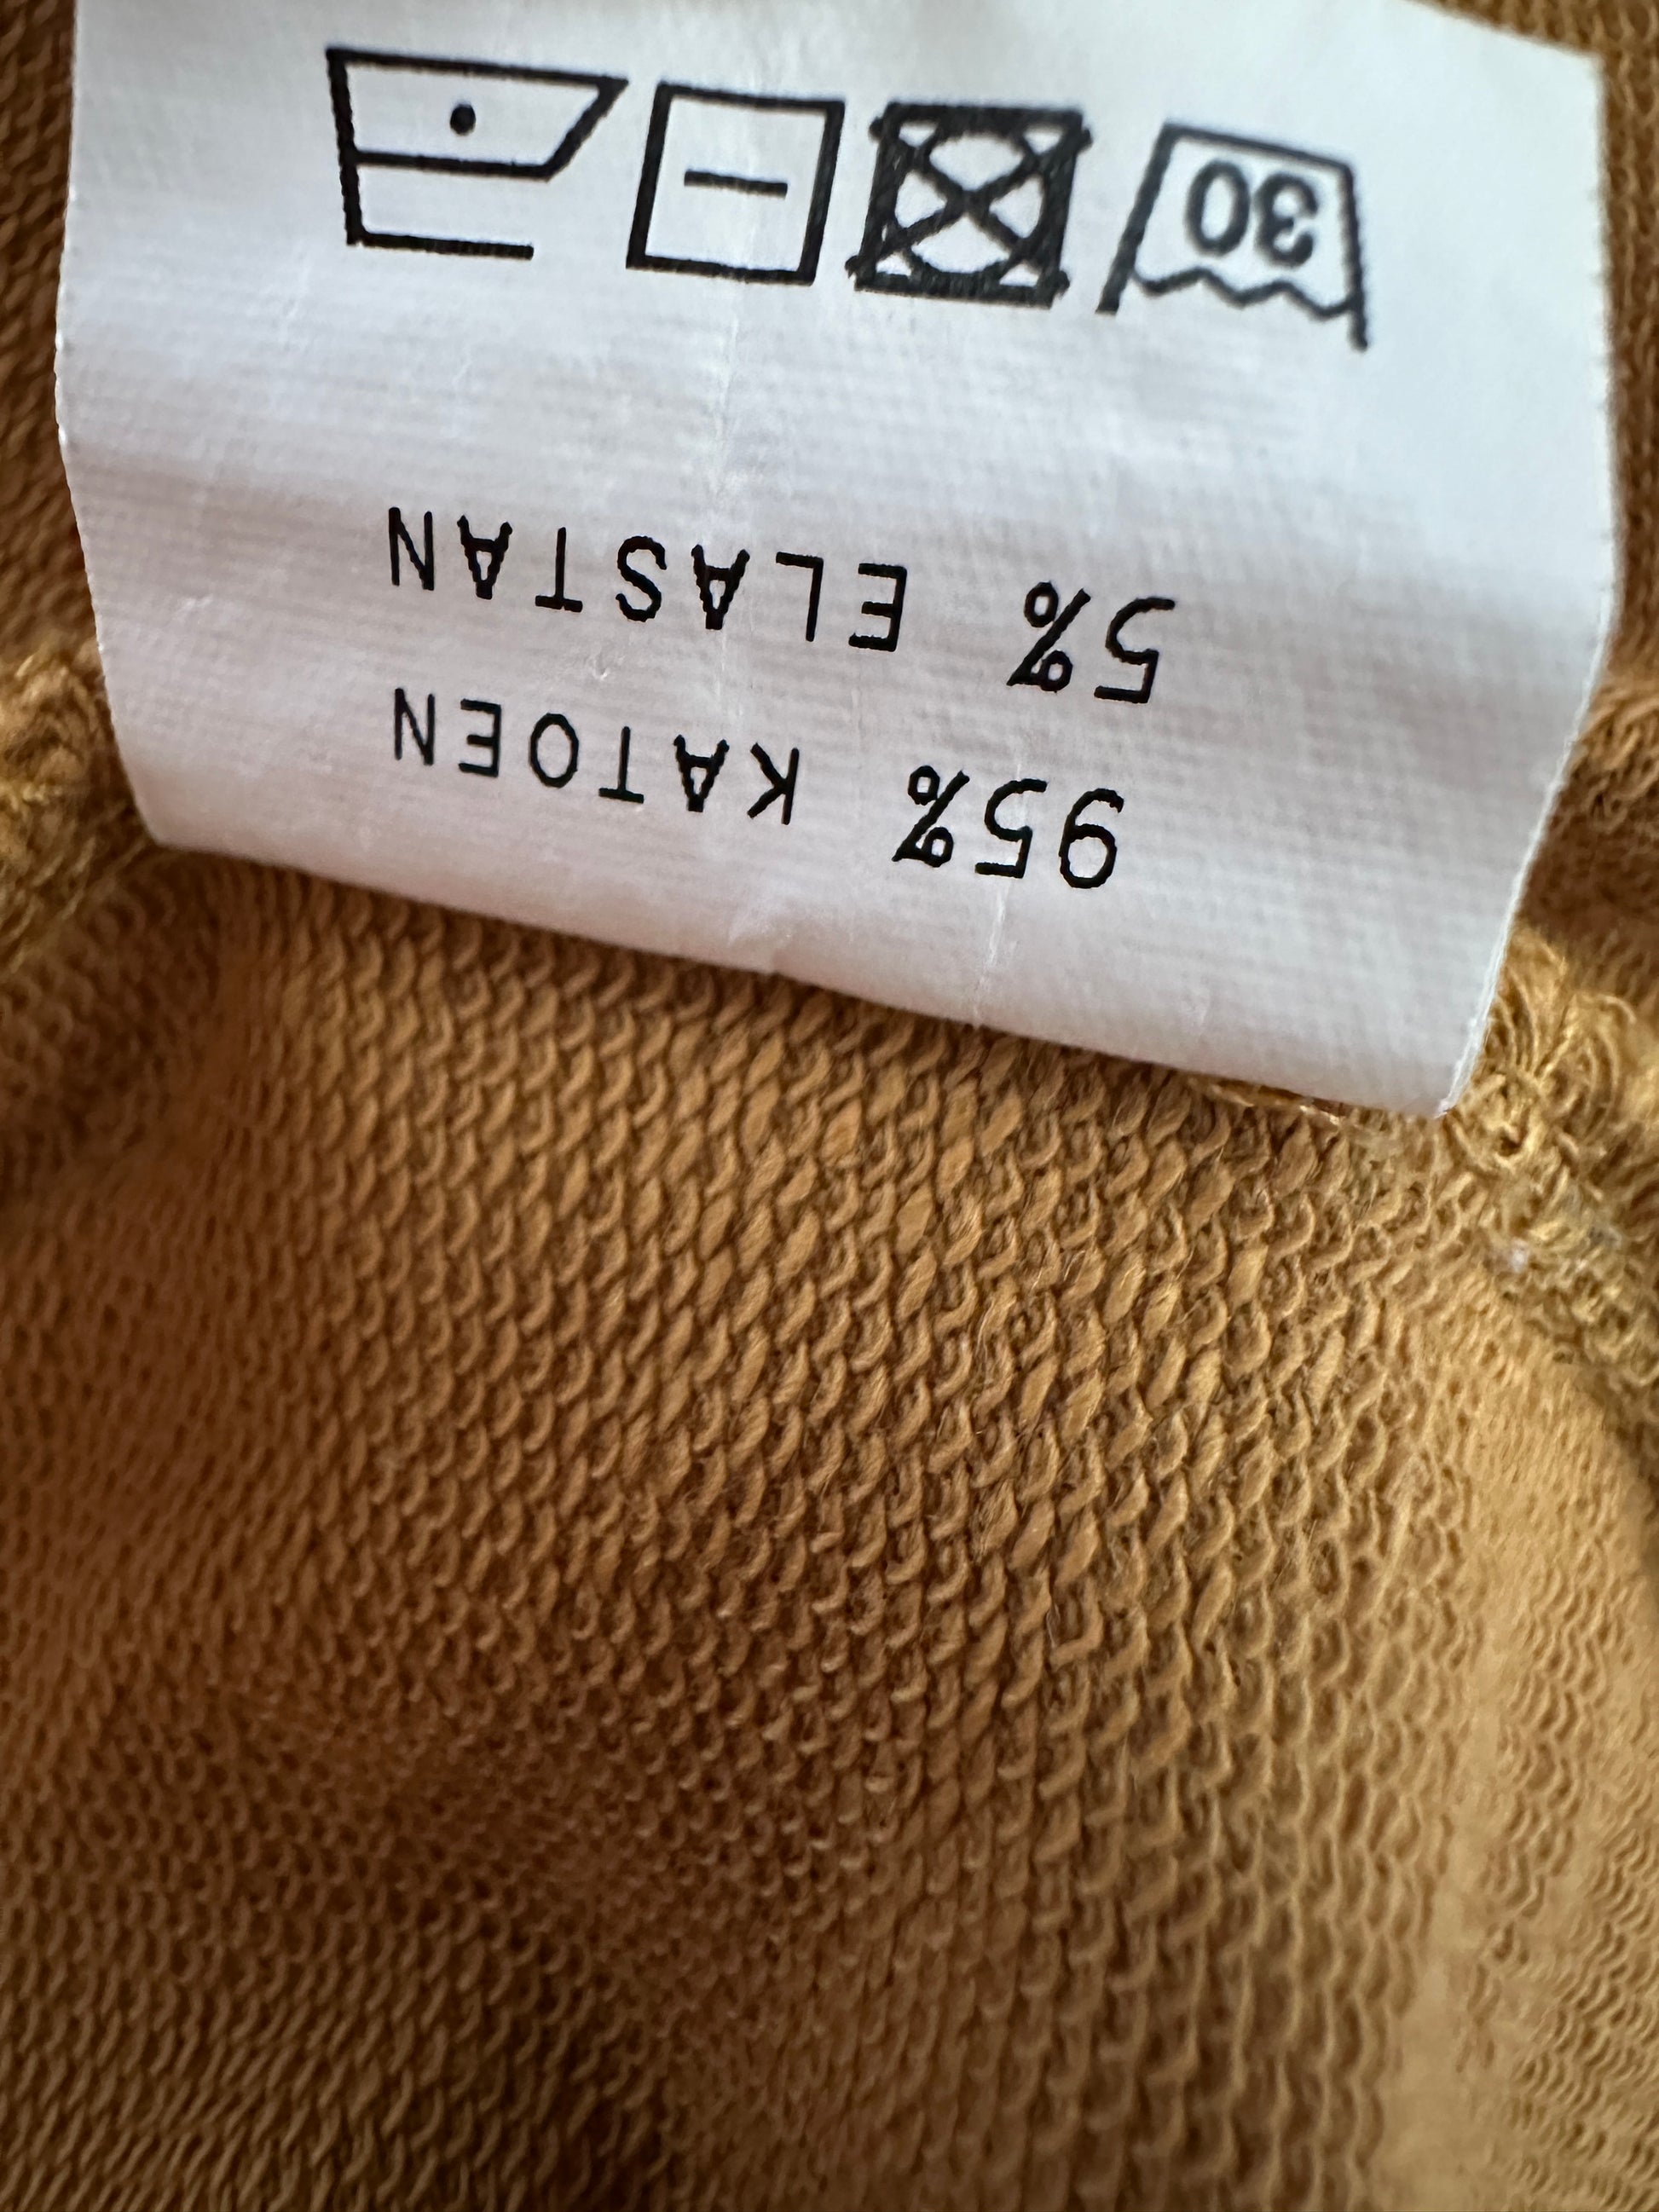 95% KATOEN
5% ELASTAN
30